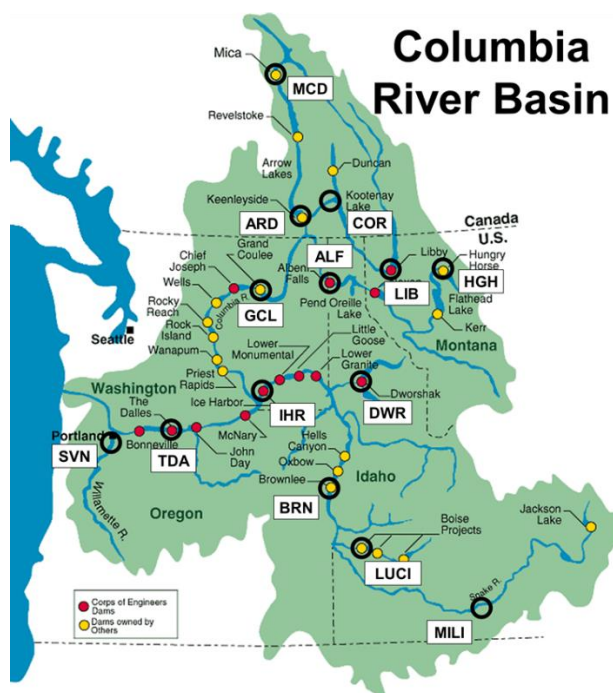 Columbia
River Basin
Mica
MCD
Revelstoke
Arrow
Lakes
Duncan
Keenleyside
Kootenay
Lake
ARD
COR
Canada
U.S.
Grand
Coulee
ALF
Albeni
Falls
Libby
Hungry
Horse
Chief
Joseph
LIB
HGH
Wells
GCL
Pend Oreille
Lake
Flathead
Lake
Columbia R.
Rocky
Reach
Seattle
Rock
Island
Kerr
Little
Goose
Montana
Wanapum
Lower
Monumental
Lower
Granite
Priest
Rapids
Washington
Dworshak
The
Dalles
Ice Harbor
IHR
DWR
Portland
McNary
Hells
Canyon
SVN
Bonneville
TDA
John
Day
Oxbow
Idaho
Brownlee
BRN
Willamette R.
Oregon
Boise
Projects
Jackson
Lake
LUCI
Snake R.
Corps of Engineers
Dams
Dams owned by
Others
MILI